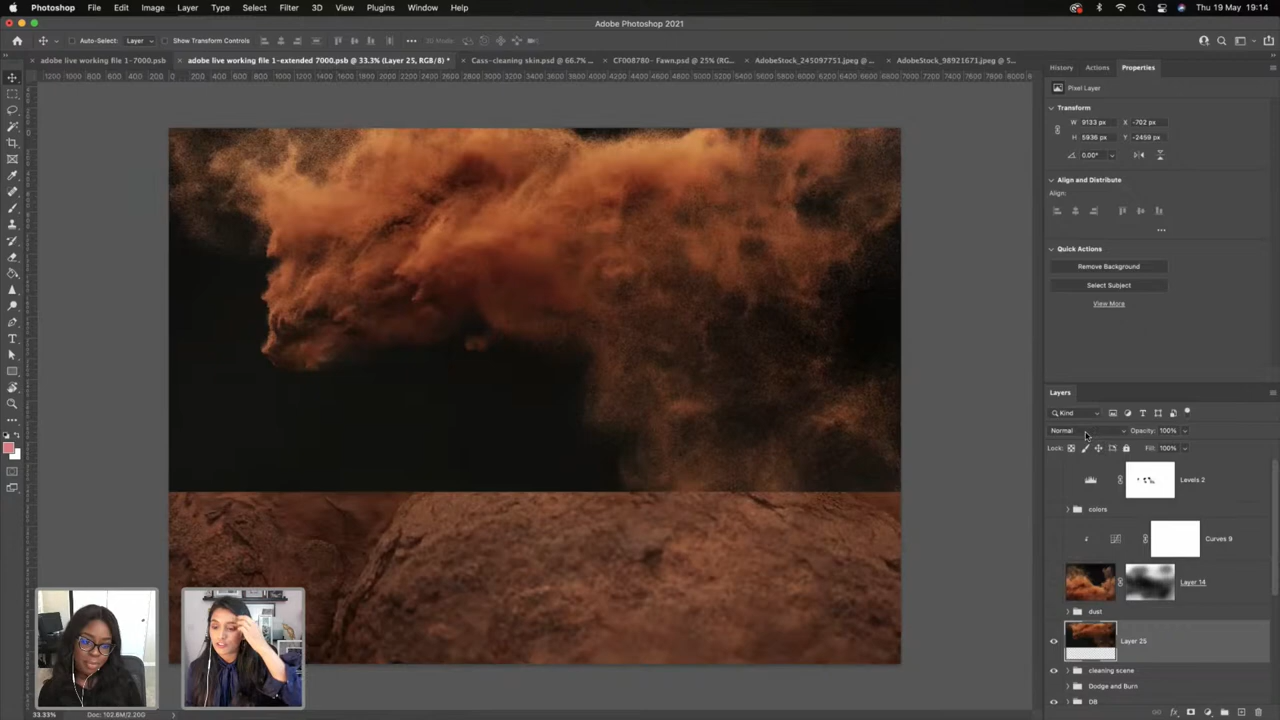 Photoshop File Edit Image Layer Type Select Filter 3D View Plugins Window Help Thu 19 May 19:14
Adobe Photoshop 2021
Auto-Select: Layer Show Transform Controls 3D Mode
adobe live working file 1-7000.psb adobe live working file 1-extended 7000.psb @ 33.3% (Layer 25, RGB/8) * Cass-cleaning skin.psd @ 66.7% ... CF008780- Fawn.psd @ 25% (RG... AdobeStock_245097751.jpeg @ ... AdobeStock_98921671.jpeg @ 5...
History Actions Properties
Pixel Layer
Transform
W 9133 px X -702 px
H 5936 px Y -2459 px
0.00°
Align and Distribute
Align:
Quick Actions
Remove Background
Select Subject
View More
Layers
Kind
Normal Opacity: 100%
Lock: Fill: 100%
Levels 2
colors
Curves 9
Layer 14
dust
Layer 25
cleaning scene
Dodge and Burn
DB
33.33% Doc: 102.6M/2.20G